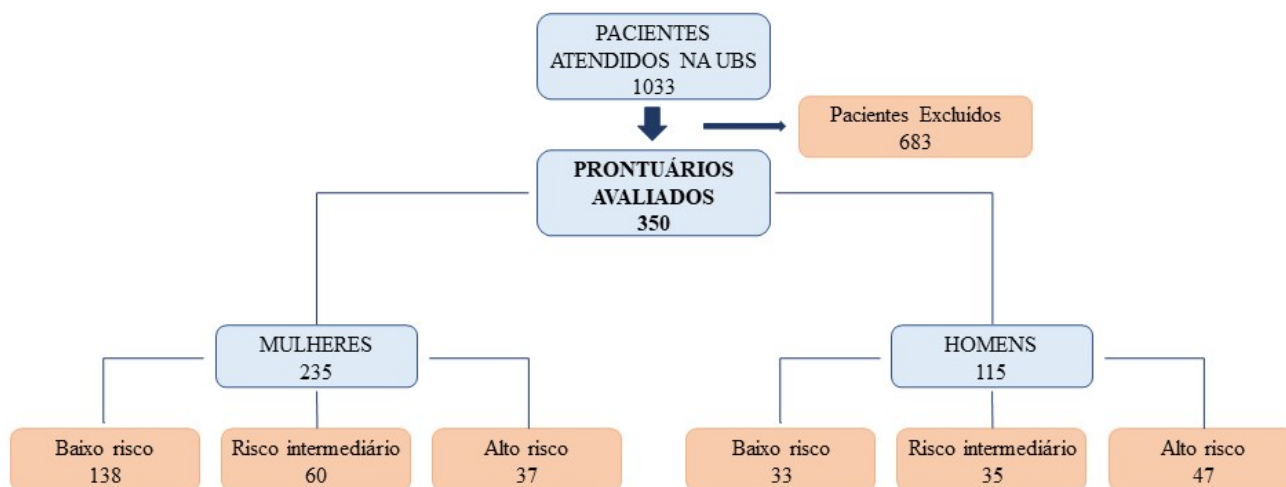 PACIENTES
ATENDIDOS NA UBS
1033
Pacientes Excluídos
683
PRONTUÁRIOS
AVALIADOS
350
MULHERES
235
HOMENS
115
Baixo risco
138
Risco intermediário
60
Alto risco
37
Baixo risco
33
Risco intermediário
35
Alto risco
47